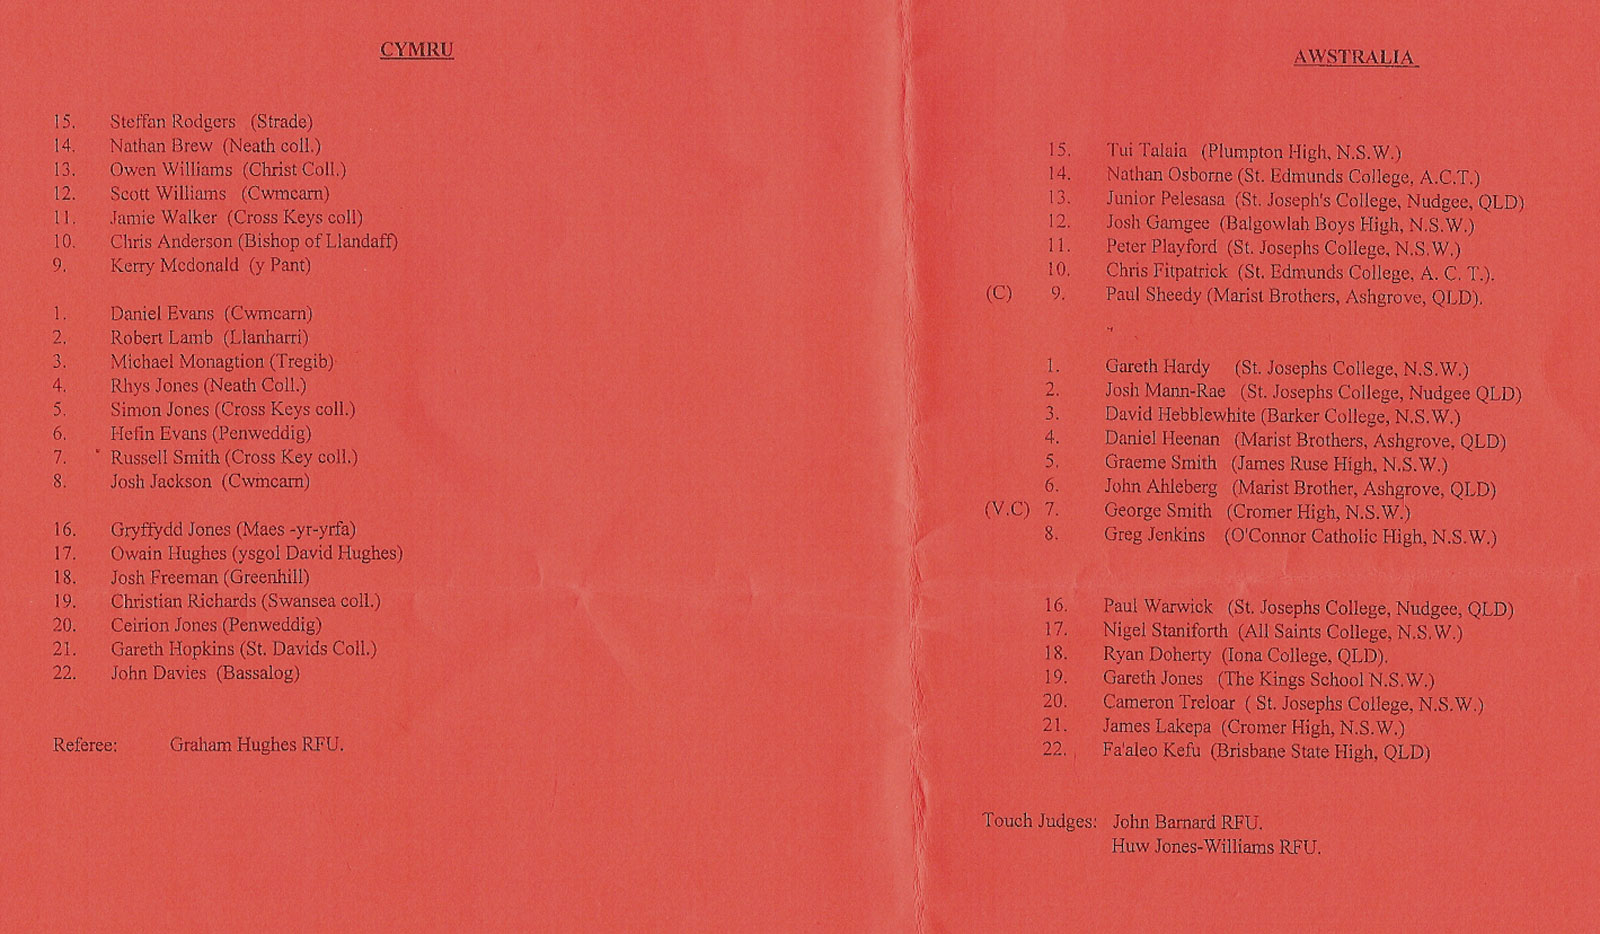 CYMRU
15. Steffan Rodgers (Strade)
14. Nathan Brew (Neath coll.)
13. Owen Williams (Christ Coll.)
12. Scott Williams (Cwmcarn)
11. Jamie Walker (Cross Keys coll)
10. Chris Anderson (Bishop of Llandaff)
9. Kerry Mcdonald (y Pant)
1. Daniel Evans (Cwmcarn)
2. Robert Lamb (Llanharri)
3. Michael Monagtion (Tregib)
4. Rhys Jones (Neath Coll.)
5. Simon Jones (Cross Keys coll.)
6. Hefin Evans (Penweddig)
7. Russell Smith (Cross Key coll.)
8. Josh Jackson (Cwmcarn)
16. Gryffydd Jones (Maes -yr-yrfa)
17. Owain Hughes (ysgol David Hughes)
18. Josh Freeman (Greenhill)
19. Christian Richards (Swansea coll.)
20. Ceirion Jones (Penweddig)
21. Gareth Hopkins (St. Davids Coll.)
22. John Davies (Bassalog)
Referee: Graham Hughes RFU.
AWSTRALIA
15. Tui Talaia (Plumpton High, N.S.W.)
14. Nathan Osborne (St. Edmunds College, A.C.T.)
13. Junior Pelesasa (St. Joseph's College, Nudgee, QLD)
12. Josh Gamgee (Balgowlah Boys High, N.S.W.)
11. Peter Playford (St. Josephs College, N.S.W.)
10. Chris Fitpatrick (St. Edmunds College, A. C. T.).
(C) 9. Paul Sheedy (Marist Brothers, Ashgrove, QLD).
1. Gareth Hardy (St. Josephs College, N.S.W.)
2. Josh Mann-Rae (St. Josephs College, Nudgee QLD)
3. David Hebblewhite (Barker College, N.S.W.)
4. Daniel Heenan (Marist Brothers, Ashgrove, QLD)
5. Graeme Smith (James Ruse High, N.S.W.)
6. John Ahleberg (Marist Brother, Ashgrove, QLD)
(V.C) 7. George Smith (Cromer High, N.S.W.)
8. Greg Jenkins (O'Connor Catholic High, N.S.W.)
16. Paul Warwick (St. Josephs College, Nudgee, QLD)
17. Nigel Staniforth (All Saints College, N.S.W.)
18. Ryan Doherty (Iona College, QLD).
19. Gareth Jones (The Kings School N.S.W.)
20. Cameron Treloar ( St. Josephs College, N.S.W.)
21. James Lakepa (Cromer High, N.S.W.)
22. Fa'aleo Kefu (Brisbane State High, QLD)
Touch Judges: John Barnard RFU.
Huw Jones-Williams RFU.